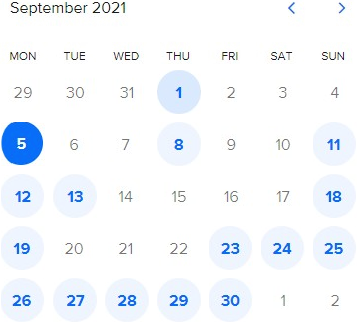 September 2021
MON TUE WED THU FRI SAT SUN
29 30 31 1 2 3 4
5 6 7 8 9 10 11
12 13 14 15 16 17 18
19 20 21 22 23 24 25
26 27 28 29 30 1 2